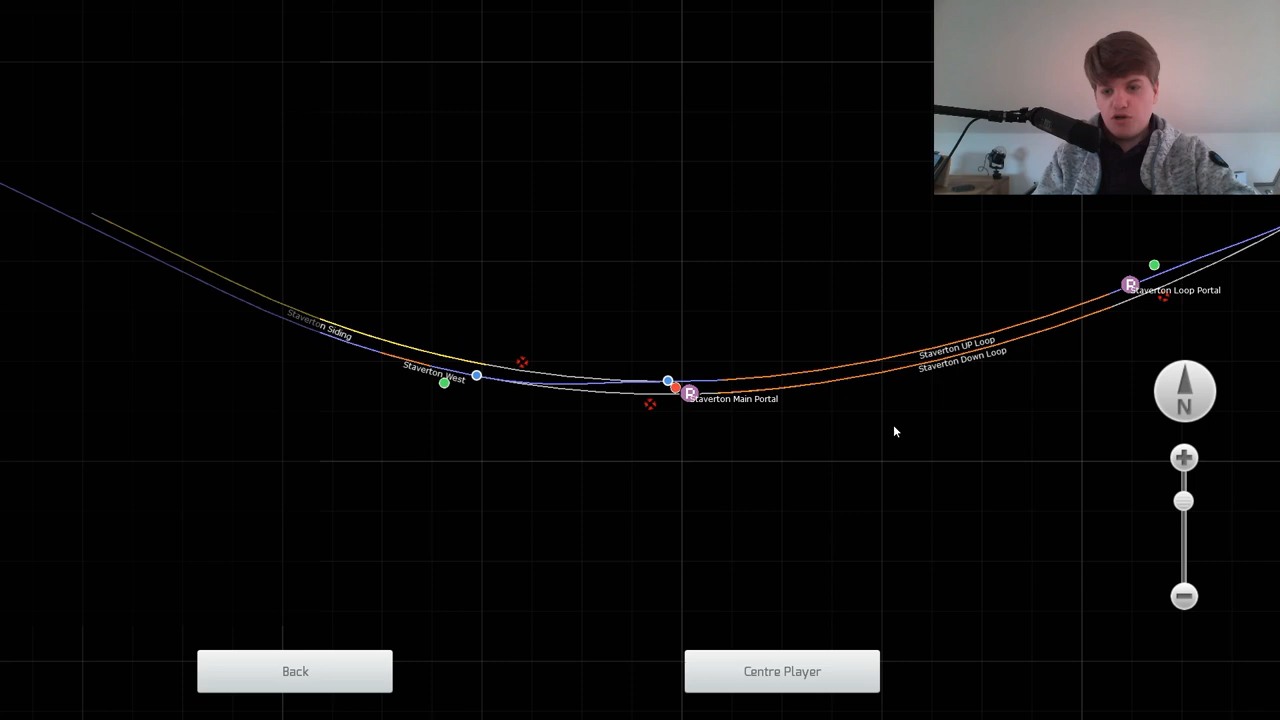 R
Staverton Loop Portal
Staverton Siding
Staverton UP Loop
Staverton Down Loop
Staverton West
R
Staverton Main Portal
N
Back
Centre Player